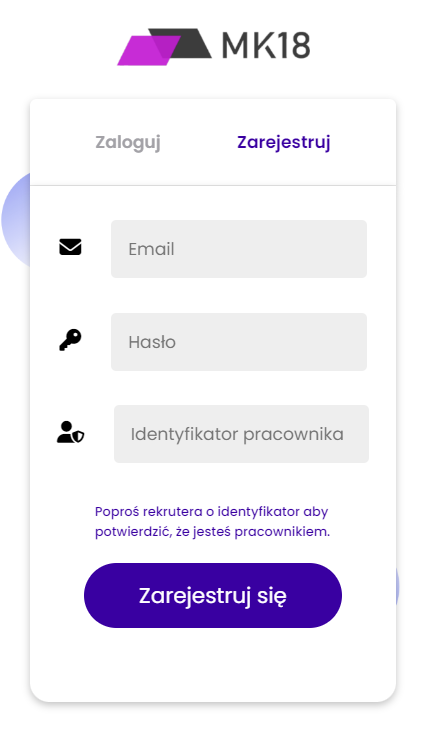 MK18
Zaloguj
Zarejestruj
Email
Hasło
Identyfikator pracownika
Poproś rekrutera o identyfikator aby
potwierdzić, że jesteś pracownikiem.
Zarejestruj się